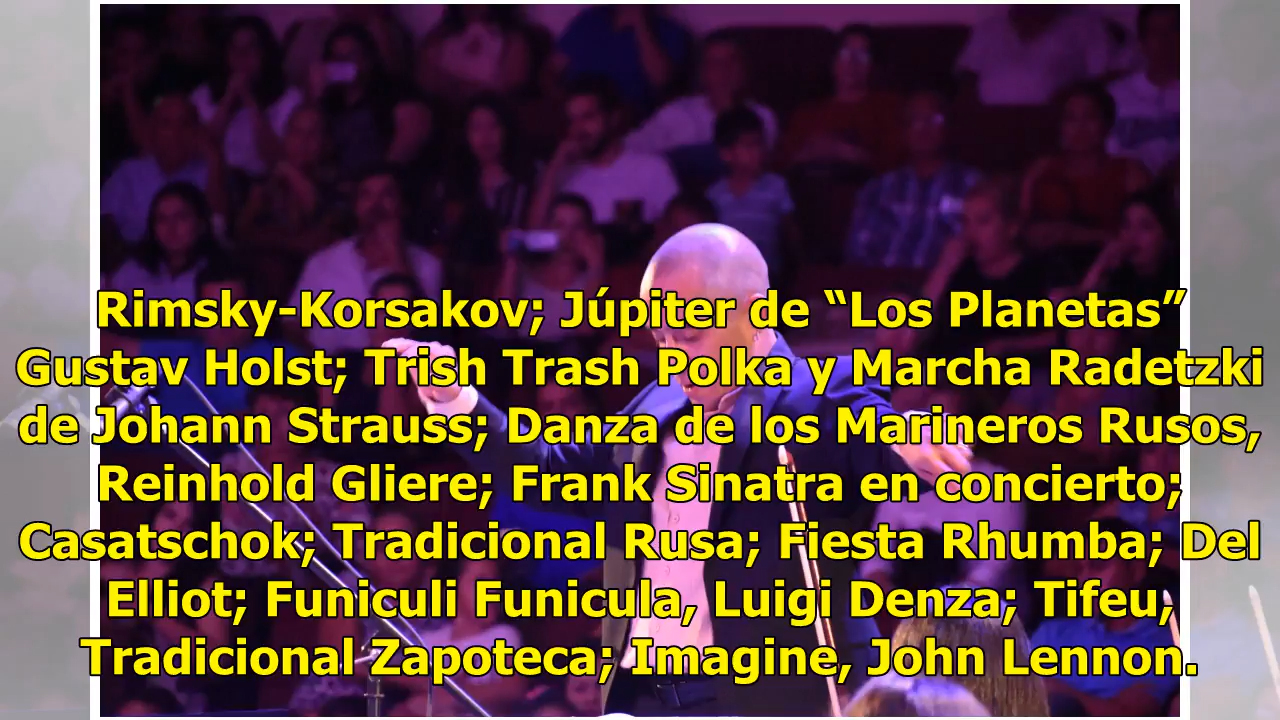 Rimsky-Korsakov; Júpiter de “Los Planetas”
Gustav Holst; Trish Trash Polka y Marcha Radetzki
de Johann Strauss; Danza de los Marineros Rusos,
Reinhold Gliere; Frank Sinatra en concierto;
Casatschok; Tradicional Rusa; Fiesta Rhumba; Del
Elliot; Funiculi Funicula, Luigi Denza; Tifeu,
Tradicional Zapoteca; Imagine, John Lennon.